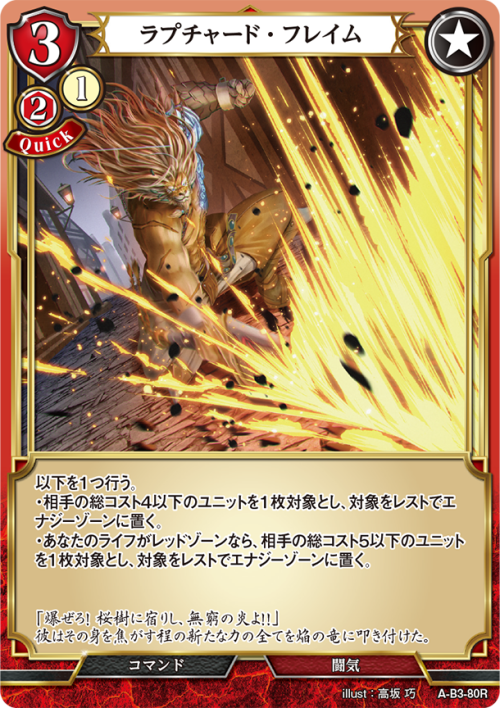 3
ラプチャード・フレイム
2
1
Quick
以下を1つ行う。
・相手の総コスト4以下のユニットを1枚対象とし、対象をレストでエ
ナジーゾーンに置く。
・あなたのライフがレッドゾーンなら、相手の総コスト5以下のユニット
を1枚対象とし、対象をレストでエナジーゾーンに置く。
「爆ぜろ! 桜樹に宿りし、無窮の炎よ!!」
彼はその身を焦がす程の新たな力の全てを焔の竜に叩き付けた。
コマンド
闘気
illust:高坂 巧
A-B3-80R